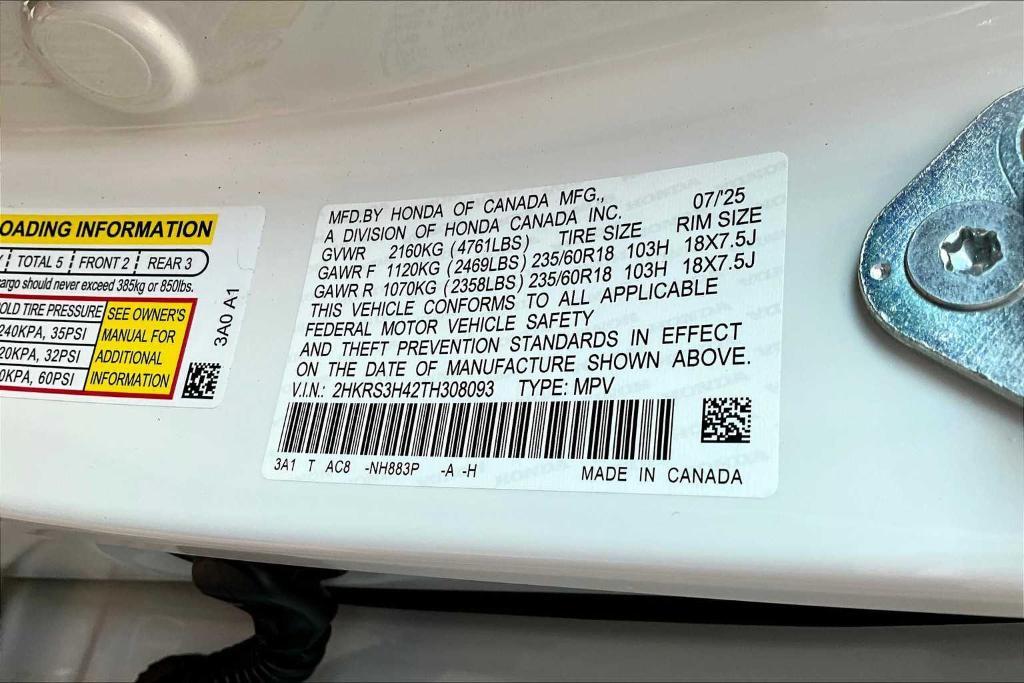 OADING INFORMATION
TOTAL 5 FRONT 2 REAR 3
argo should never exceed 385kg or 850lbs.
OLD TIRE PRESSURE
240KPA, 35PSI
20KPA, 32PSI
0KPA, 60PSI
SEE OWNER'S
MANUAL FOR
ADDITIONAL
INFORMATION
3A0 A1
MFD.BY HONDA OF CANADA MFG., 07/'25
A DIVISION OF HONDA CANADA INC.
GVWR 2160KG (4761LBS) TIRE SIZE RIM SIZE
GAWR F 1120KG (2469LBS) 235/60R18 103H 18X7.5J
GAWR R 1070KG (2358LBS) 235/60R18 103H 18X7.5J
THIS VEHICLE CONFORMS TO ALL APPLICABLE
FEDERAL MOTOR VEHICLE SAFETY
AND THEFT PREVENTION STANDARDS IN EFFECT
ON THE DATE OF MANUFACTURE SHOWN ABOVE.
V.I.N.: 2HKRS3H42TH308093 TYPE: MPV
3A1 T AC8 -NH883P -A -H MADE IN CANADA